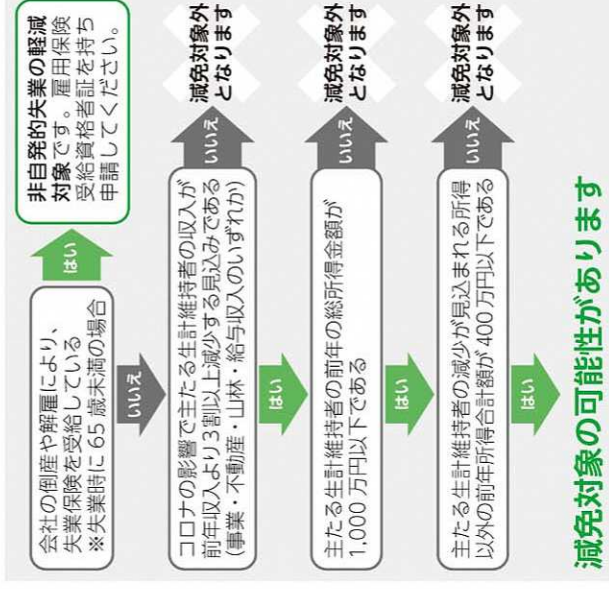 会社の倒産や解雇により、
失業保険を受給している
※失業時に 65 歳未満の場合
はい
非自発的失業の軽減
対象です。雇用保険
受給資格者証を持ち
申請してください。
いいえ
コロナの影響で主たる生計維持者の収入が
前年収入より3割以上減少する見込みである
(事業・不動産・山林・給与収入のいずれか)
いいえ
減免対象外
となります
はい
主たる生計維持者の前年の総所得金額が
1,000 万円以下である
いいえ
減免対象外
となります
はい
主たる生計維持者の減少が見込まれる所得
以外の前年所得合計額が 400 万円以下である
いいえ
減免対象外
となります
はい
減免対象の可能性があります